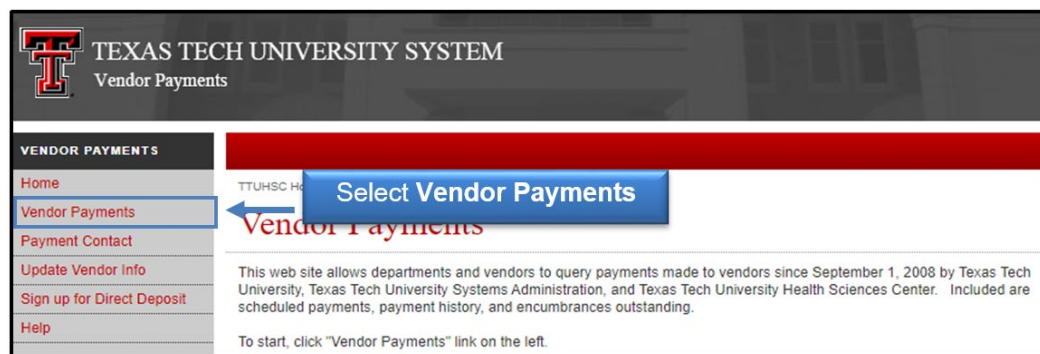 TEXAS TECH UNIVERSITY SYSTEM
Vendor Payments
VENDOR PAYMENTS
Home
Vendor Payments
Payment Contact
Update Vendor Info
Sign up for Direct Deposit
Help
TTUHSC
Select Vendor Payments
Vendor Payments
This web site allows departments and vendors to query payments made to vendors since September 1, 2008 by Texas Tech
University, Texas Tech University Systems Administration, and Texas Tech University Health Sciences Center. Included are
scheduled payments, payment history, and encumbrances outstanding.
To start, click "Vendor Payments" link on the left.